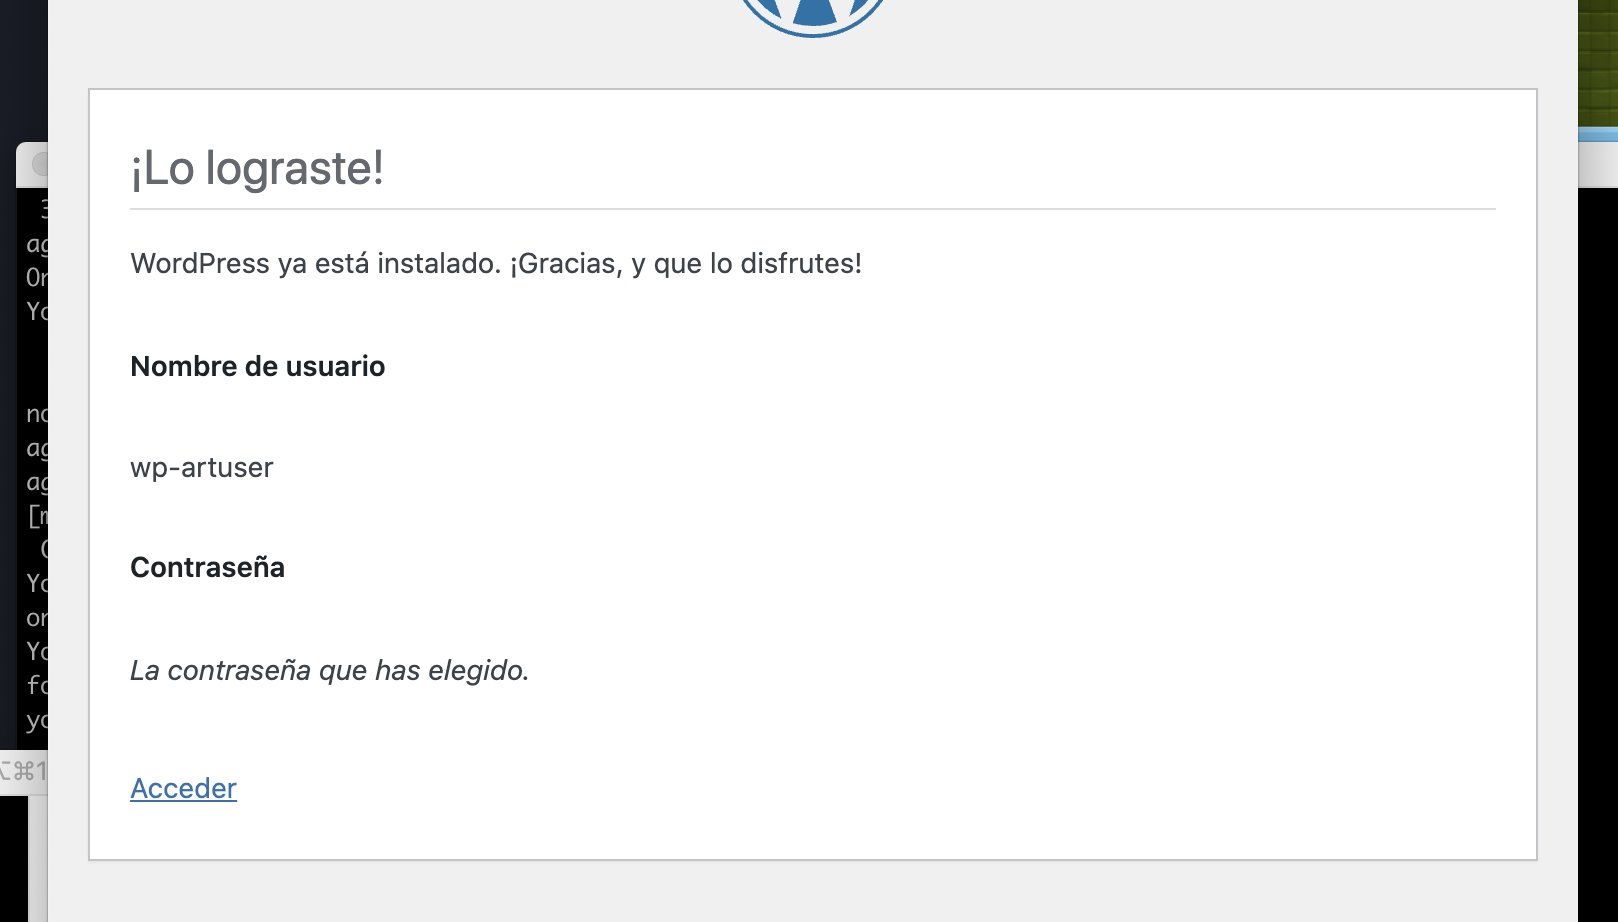 ¡Lo lograste!
WordPress ya está instalado. ¡Gracias, y que lo disfrutes!
Nombre de usuario
wp-artuser
Contraseña
La contraseña que has elegido.
Acceder
⌥⌘1